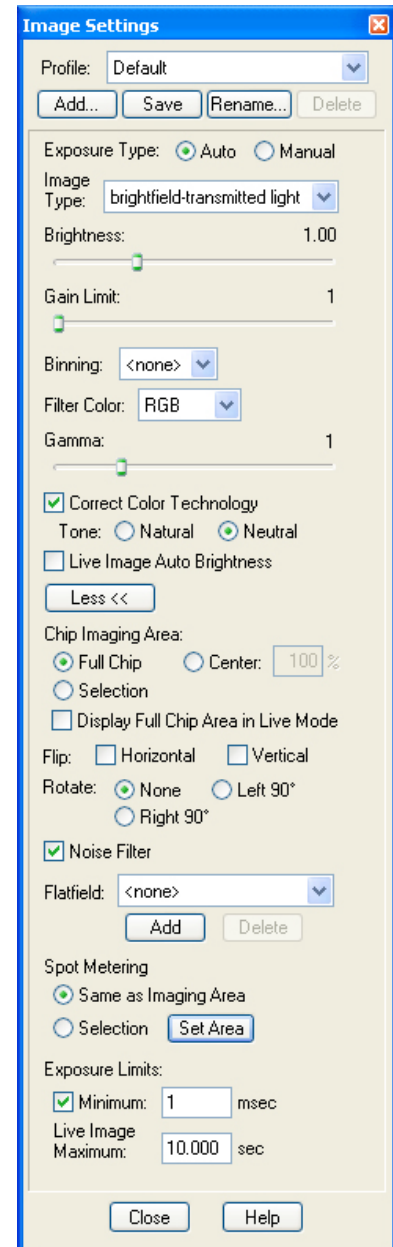 Image Settings
Profile: Default
Add... Save Rename... Delete
Exposure Type: Auto Manual
Image
Type: brightfield-transmitted light
Brightness: 1.00
Gain Limit: 1
Binning: <none>
Filter Color: RGB
Gamma: 1
Correct Color Technology
Tone: Natural Neutral
Live Image Auto Brightness
Less <<
Chip Imaging Area:
Full Chip Center: 100 %
Selection
Display Full Chip Area in Live Mode
Flip: Horizontal Vertical
Rotate: None Left 90°
Right 90°
Noise Filter
Flatfield: <none>
Add Delete
Spot Metering
Same as Imaging Area
Selection Set Area
Exposure Limits:
Minimum: 1 msec
Live Image
Maximum: 10.000 sec
Close Help